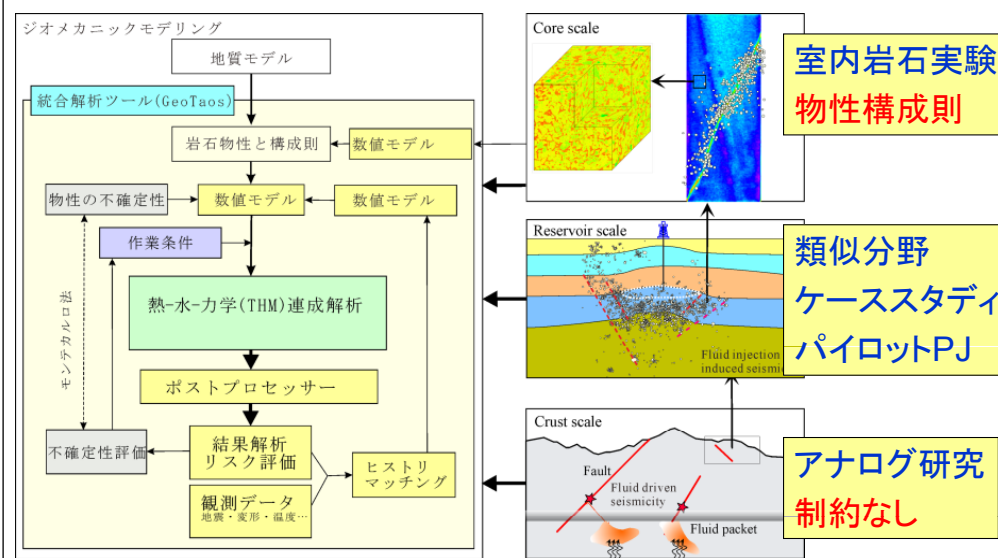 ジオメカニックモデリング
地質モデル
統合解析ツール(GeoTaos)
岩石物性と構成則
数値モデル
物性の不確定性
数値モデル
数値モデル
作業条件
熱-水-力学(THM)連成解析
モンテカルロ法
ポストプロセッサー
不確定性評価
結果解析
リスク評価
ヒストリ
マッチング
観測データ
地震・変形・温度…
Core scale
室内岩石実験
物性構成則
Reservoir scale
Fluid injection
induced seismic
類似分野
ケーススタディ
パイロットPJ
Crust scale
Fault
Fluid driven
seismicity
Fluid packet
アナログ研究
制約なし